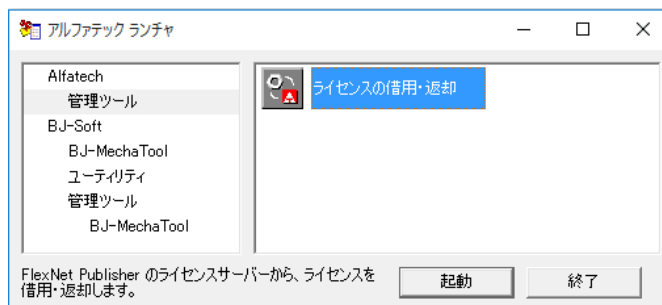 アルファテック ランチャ
Alfatech
管理ツール
BJ-Soft
BJ-MechaTool
ユーティリティ
管理ツール
BJ-MechaTool
ライセンスの借用・返却
FlexNet Publisher のライセンスサーバーから、ライセンスを
借用・返却します。
起動
終了